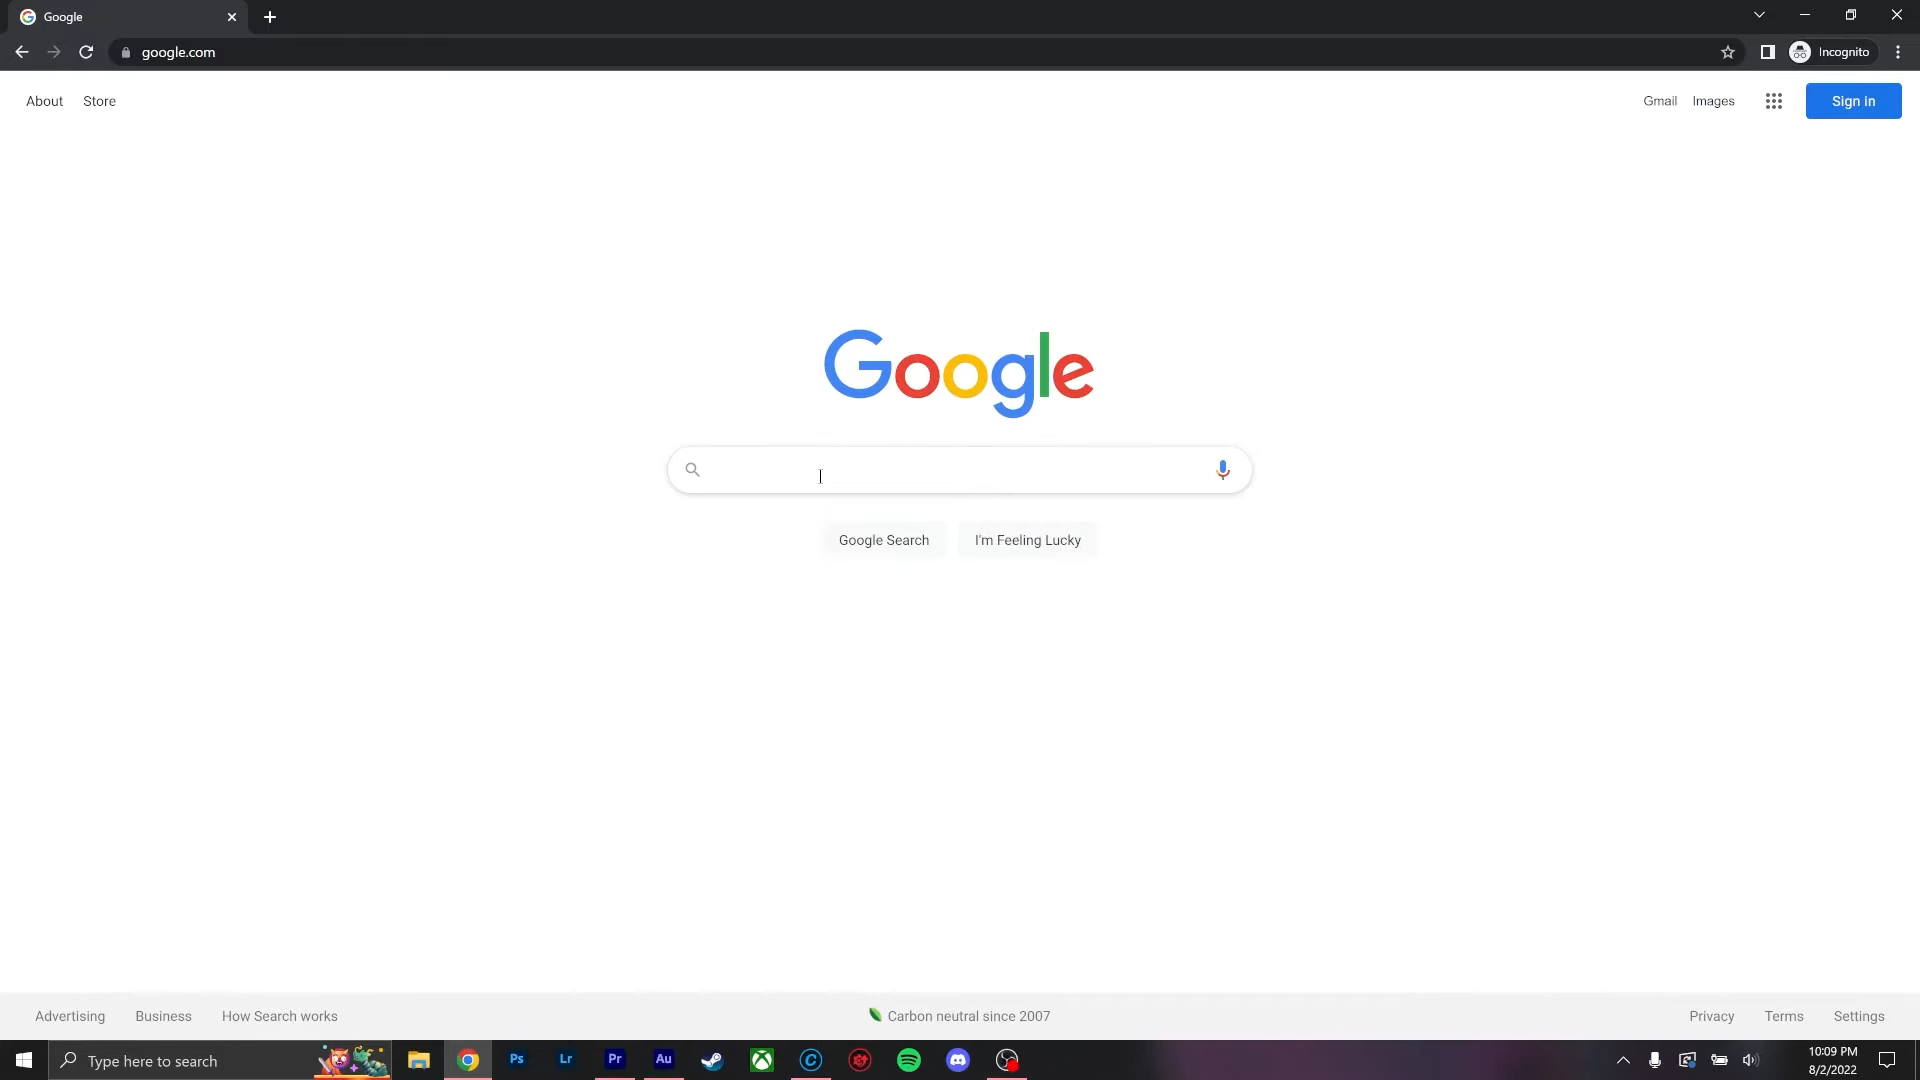 Google
google.com
Incognito
About Store
Gmail Images Sign in
Google
Google Search I'm Feeling Lucky
Advertising Business How Search works
Carbon neutral since 2007
Privacy Terms Settings
Type here to search
Ps Lr Pr Au
10:09 PM
8/2/2022